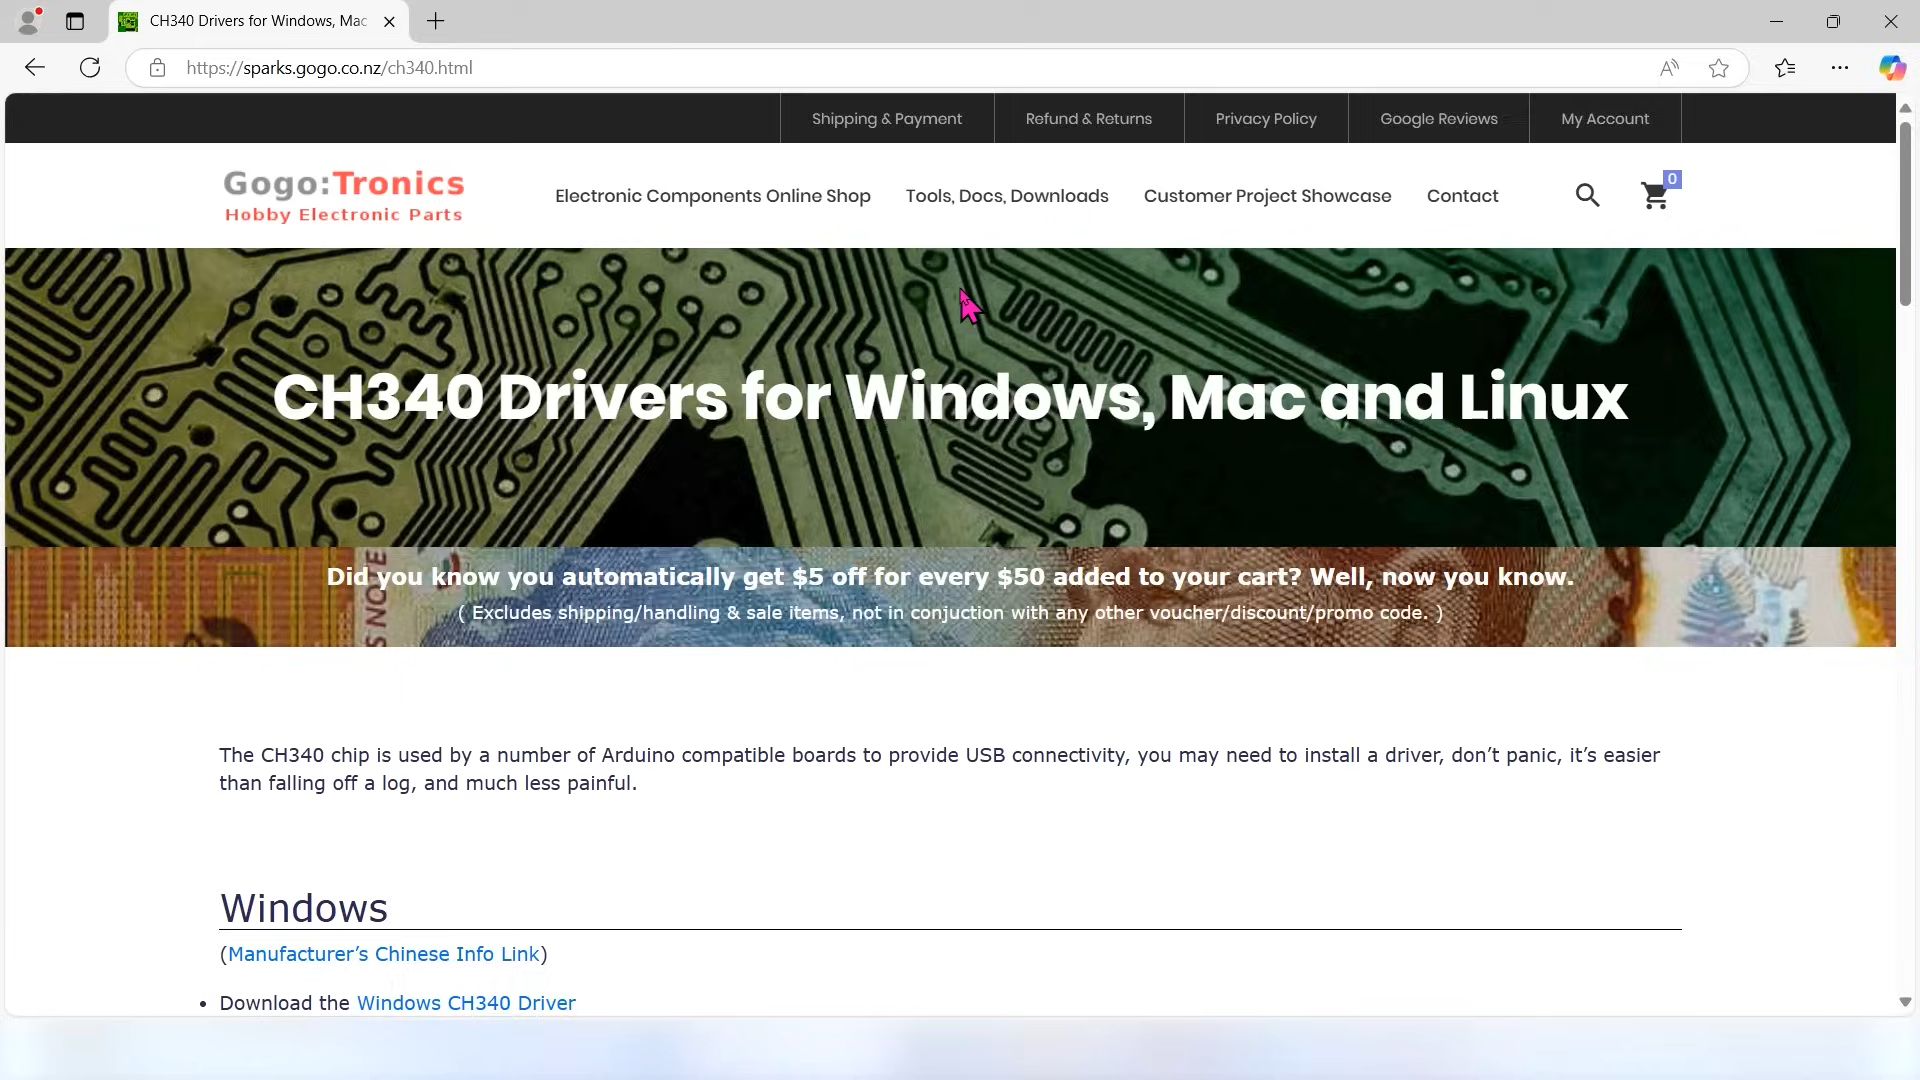 CH340 Drivers for Windows, Mac
https://sparks.gogo.co.nz/ch340.html
Shipping & Payment
Refund & Returns
Privacy Policy
Google Reviews
My Account
Gogo:Tronics
Hobby Electronic Parts
Electronic Components Online Shop
Tools, Docs, Downloads
Customer Project Showcase
Contact
0
CH340 Drivers for Windows, Mac and Linux
Did you know you automatically get $5 off for every $50 added to your cart? Well, now you know.
( Excludes shipping/handling & sale items, not in conjuction with any other voucher/discount/promo code. )
The CH340 chip is used by a number of Arduino compatible boards to provide USB connectivity, you may need to install a driver, don’t panic, it’s easier
than falling off a log, and much less painful.
Windows
(Manufacturer’s Chinese Info Link)
• Download the Windows CH340 Driver